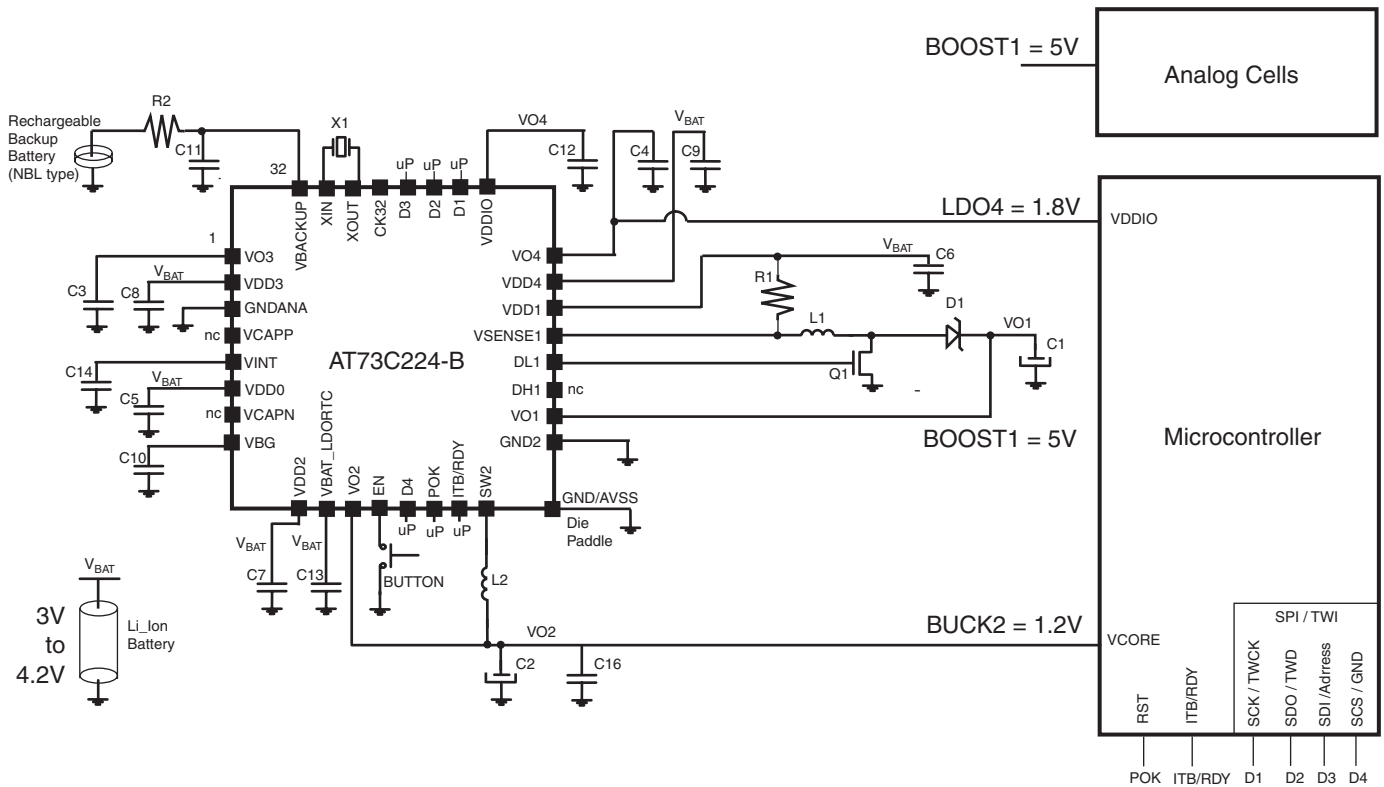 BOOST1 = 5V
Analog Cells
Rechargeable
Backup
Battery
(NBL type)
R2
C11
X1
VO4
C12
C4
VBAT
C9
32
uP
uP
uP
VBACKUP
XIN
XOUT
CK32
D3
D2
D1
VDDIO
LDO4 = 1.8V
VDDIO
1
VO3
VBAT
VDD3
C3
C8
GNDANA
nc
VCAPP
C14
VINT
VBAT
VDD0
C5
nc
VCAPN
C10
VBG
AT73C224-B
VO4
VDD4
VDD1
VSENSE1
DL1
DH1
nc
VO1
GND2
VBAT
C6
R1
L1
D1
VO1
C1
Q1
-
BOOST1 = 5V
Microcontroller
VDD2
VBAT_LDORTC
VO2
EN
D4
POK
ITB/RDY
SW2
GND/AVSS
Die
Paddle
uP
uP
uP
VBAT
VBAT
C7
C13
BUTTON
L2
VBAT
3V
to
4.2V
Li_Ion
Battery
VO2
C2
C16
BUCK2 = 1.2V
VCORE
SPI / TWI
RST
ITB/RDY
SCK / TWCK
SDO / TWD
SDI /Adrress
SCS / GND
POK
ITB/RDY
D1
D2
D3
D4